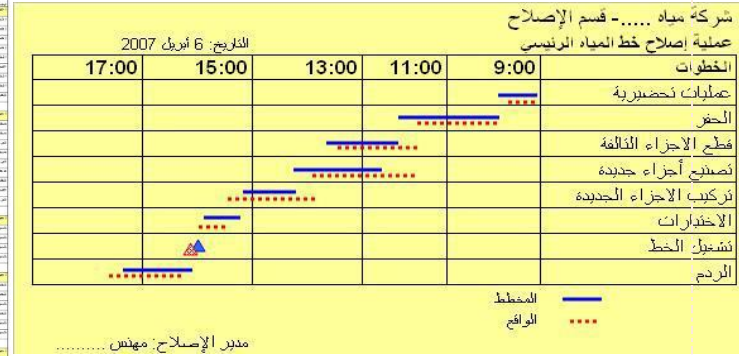 شركة مياه .....- قسم الإصلاح
عملية إصلاح خط المياه الرئيسي
التاريخ: 6 أبريل 2007
الخطوات 9:00 11:00 13:00 15:00 17:00
عمليات تحضيرية
الحفر
قطع الاجزاء التالفة
تصنيع أجزاء جديدة
تركيب الاجزاء الجديدة
الاختبارات
تشغيل الخط
الردم
المخطط
الواقع
مدير الإصلاح: مهنس ..........